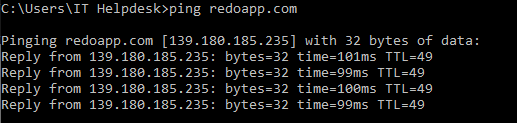 C:\Users\IT Helpdesk>ping redoapp.com
Pinging redoapp.com [139.180.185.235] with 32 bytes of data:
Reply from 139.180.185.235: bytes=32 time=101ms TTL=49
Reply from 139.180.185.235: bytes=32 time=99ms TTL=49
Reply from 139.180.185.235: bytes=32 time=100ms TTL=49
Reply from 139.180.185.235: bytes=32 time=99ms TTL=49